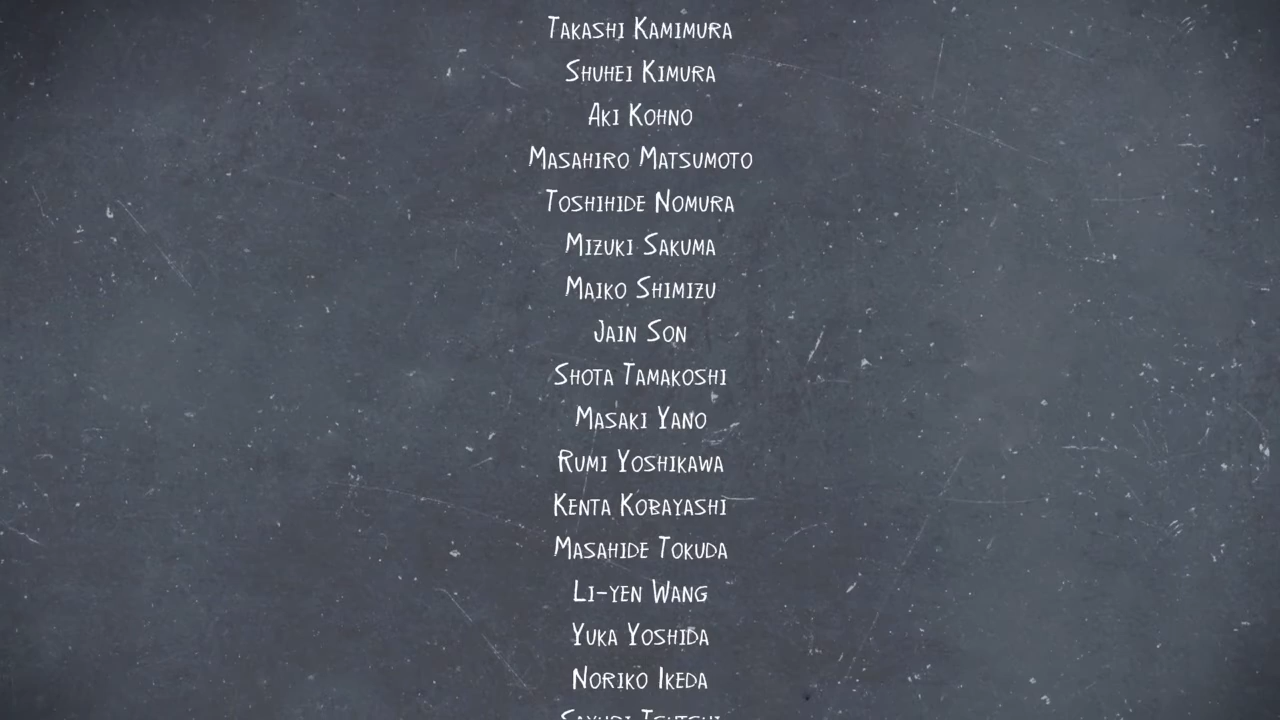 Takashi Kamimura
Shuhei Kimura
Aki Kohno
Masahiro Matsumoto
Toshihide Nomura
Mizuki Sakuma
Maiko Shimizu
Jain Son
Shota Tamakoshi
Masaki Yano
Rumi Yoshikawa
Kenta Kobayashi
Masahide Tokuda
Li-yen Wang
Yuka Yoshida
Noriko Ikeda